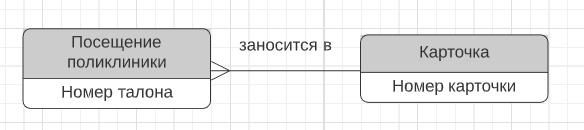 Посещение
поликлиники
Номер талона
заносится в
Карточка
Номер карточки